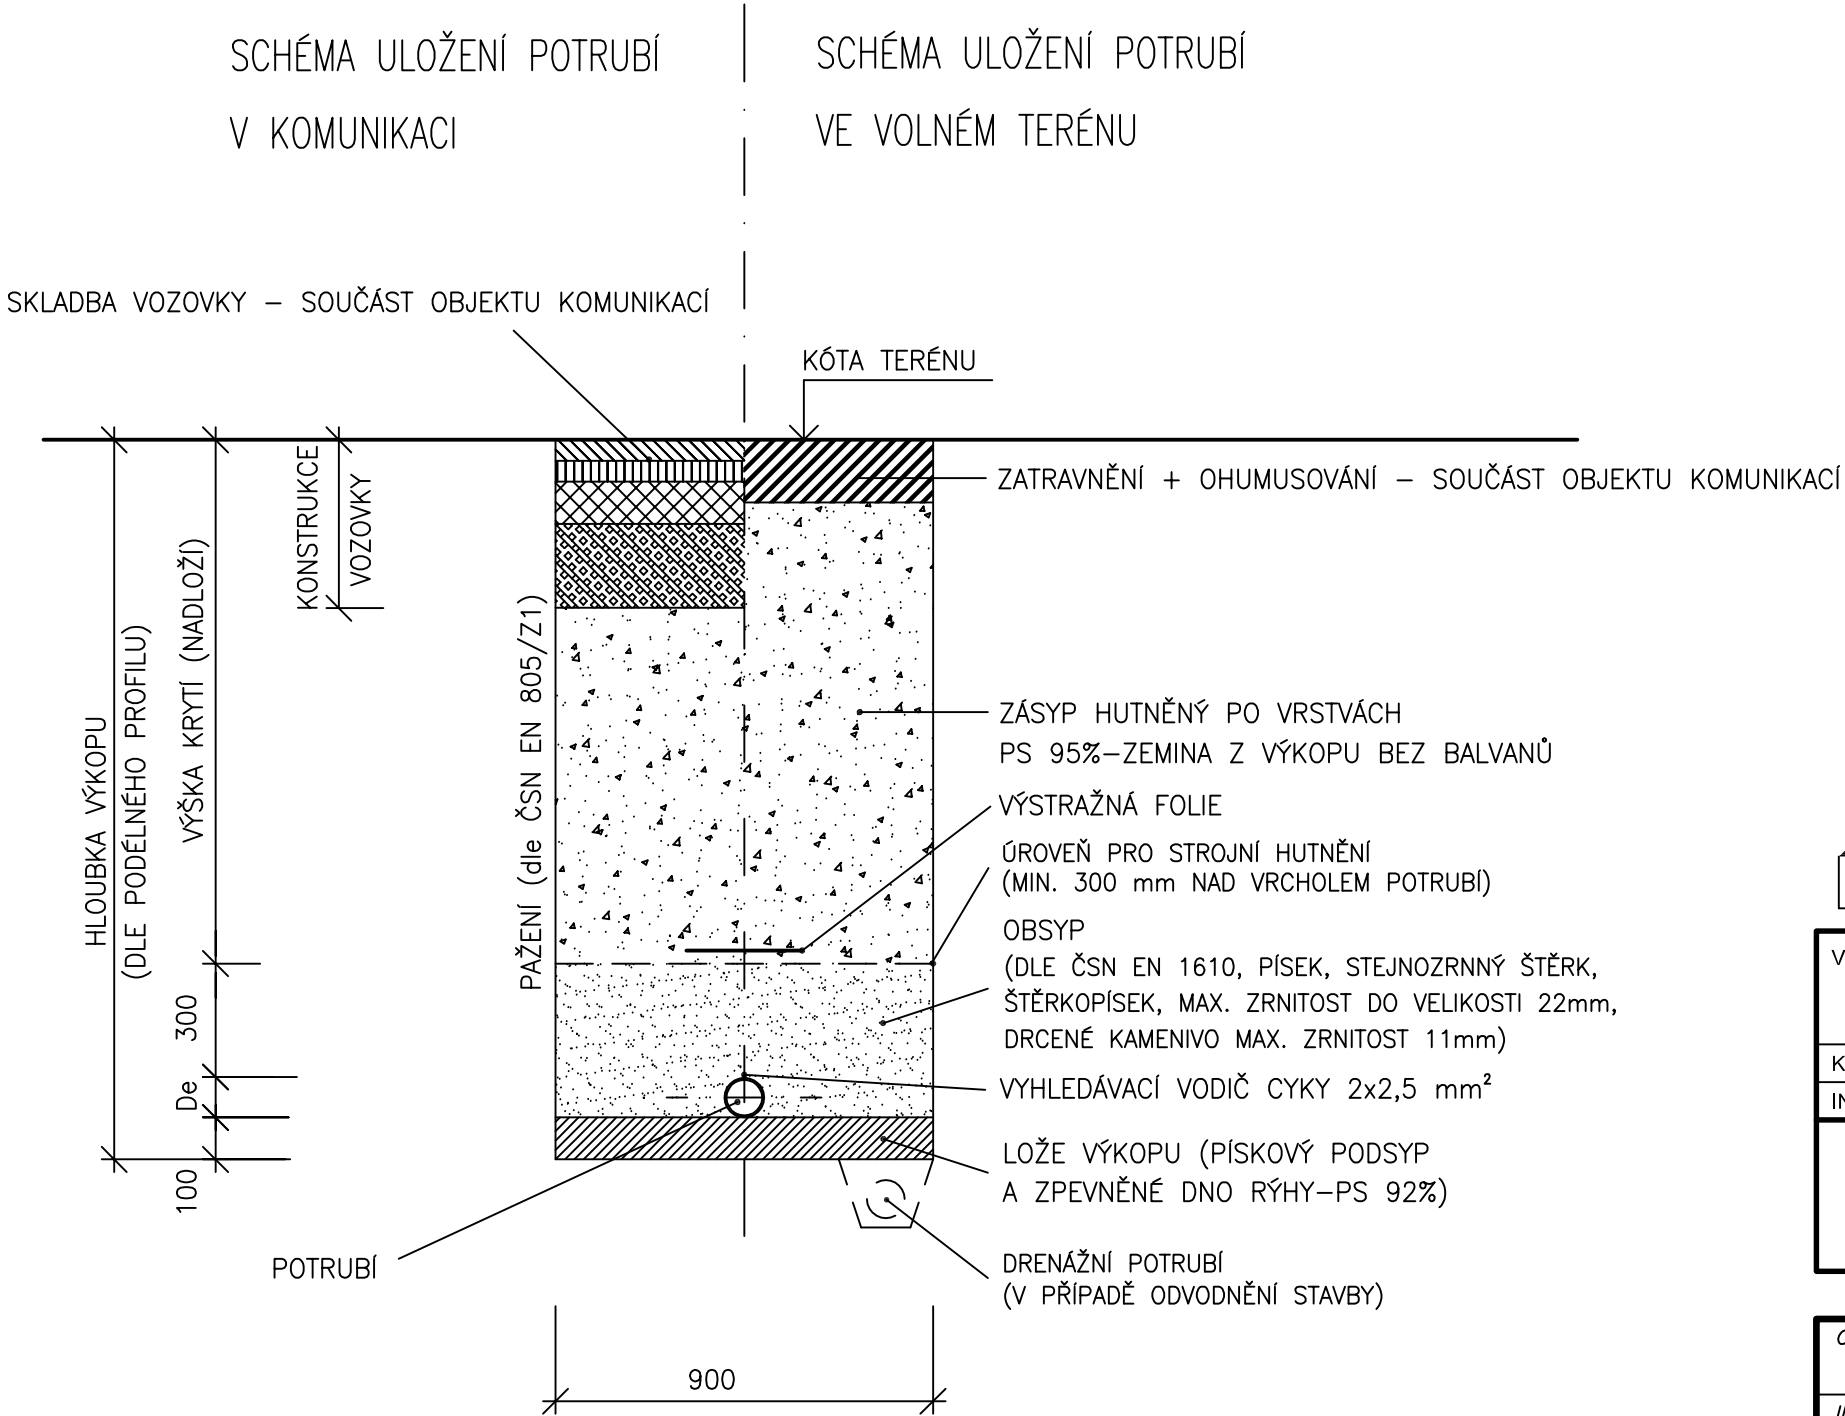 SCHÉMA ULOŽENÍ POTRUBÍ
V KOMUNIKACI
SCHÉMA ULOŽENÍ POTRUBÍ
VE VOLNÉM TERÉNU
SKLADBA VOZOVKY – SOUČÁST OBJEKTU KOMUNIKACÍ
KÓTA TERÉNU
KONSTRUKCE
VOZOVKY
ZATRAVNĚNÍ + OHUMUSOVÁNÍ – SOUČÁST OBJEKTU KOMUNIKACÍ
HLOUBKA VÝKOPU
(DLE PODÉLNÉHO PROFILU)
VÝŠKA KRYTÍ (NADLOŽÍ)
PAŽENÍ (dle ČSN EN 805/Z1)
ZÁSYP HUTNĚNÝ PO VRSTVÁCH
PS 95%–ZEMINA Z VÝKOPU BEZ BALVANŮ
VÝSTRAŽNÁ FOLIE
ÚROVEŇ PRO STROJNÍ HUTNĚNÍ
(MIN. 300 mm NAD VRCHOLEM POTRUBÍ)
OBSYP
(DLE ČSN EN 1610, PÍSEK, STEJNOZRNNÝ ŠTĚRK,
ŠTĚRKOPÍSEK, MAX. ZRNITOST DO VELIKOSTI 22mm,
DRCENÉ KAMENIVO MAX. ZRNITOST 11mm)
300
De
100
VYHLEDÁVACÍ VODIČ CYKY 2x2,5 mm²
LOŽE VÝKOPU (PÍSKOVÝ PODSYP
A ZPEVNĚNÉ DNO RÝHY–PS 92%)
POTRUBÍ
DRENÁŽNÍ POTRUBÍ
(V PŘÍPADĚ ODVODNĚNÍ STAVBY)
900
V
K